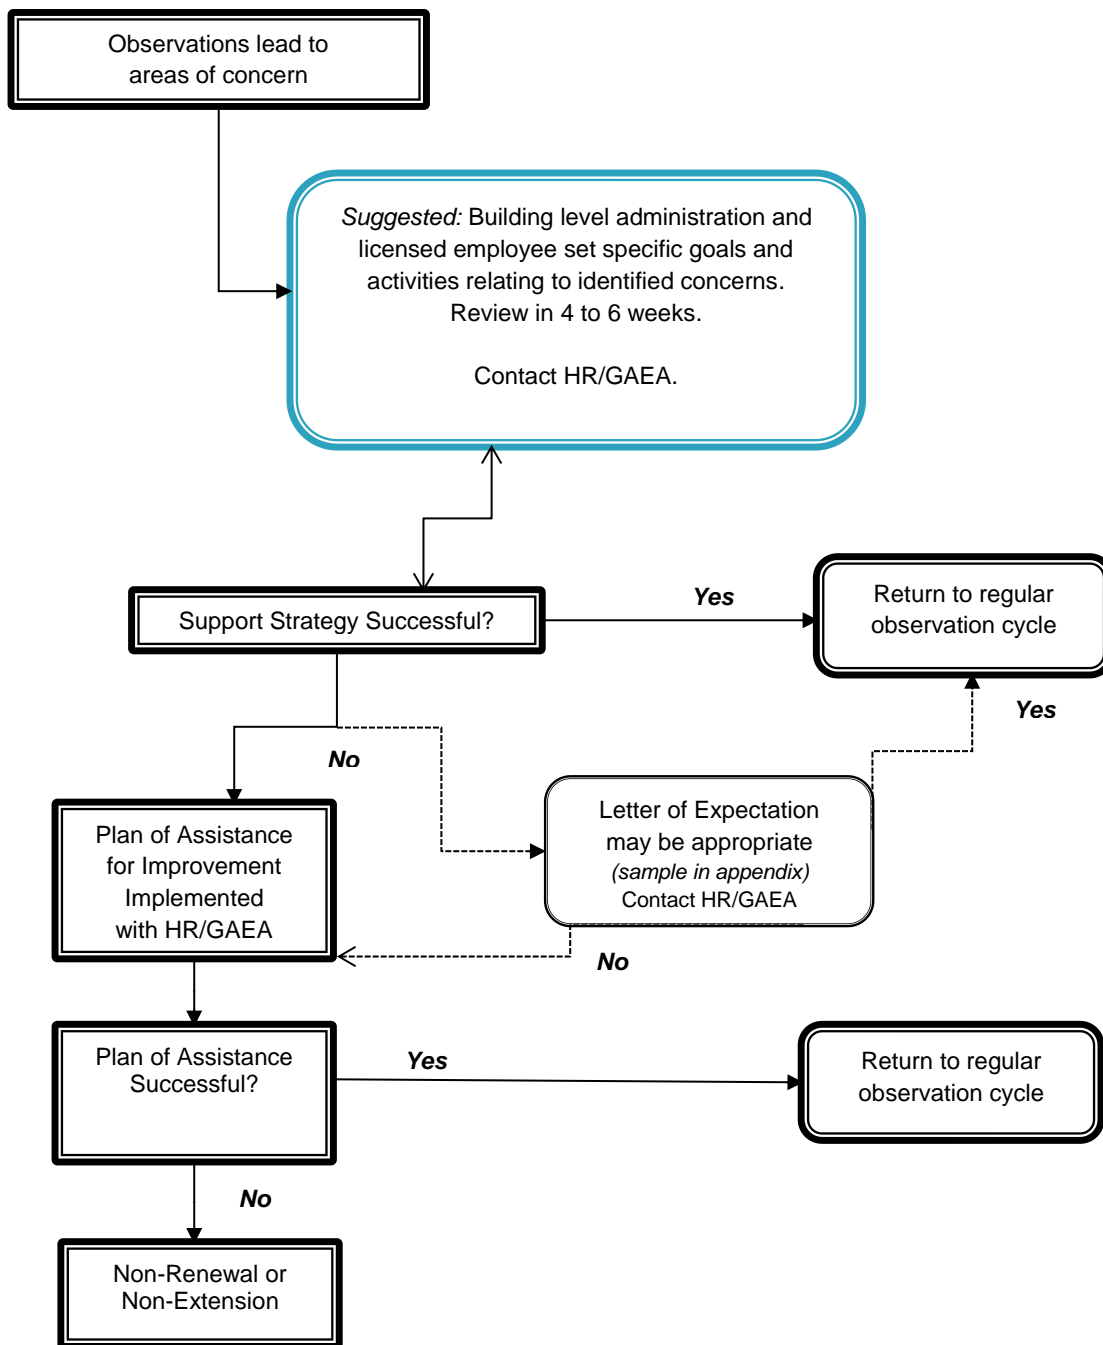 Observations lead to
areas of concern
Suggested: Building level administration and
licensed employee set specific goals and
activities relating to identified concerns.
Review in 4 to 6 weeks.
Contact HR/GAEA.
Support Strategy Successful?
Yes
Return to regular
observation cycle
Yes
No
Letter of Expectation
may be appropriate
(sample in appendix)
Contact HR/GAEA
Plan of Assistance
for Improvement
Implemented
with HR/GAEA
No
Plan of Assistance
Successful?
Yes
Return to regular
observation cycle
No
Non-Renewal or
Non-Extension